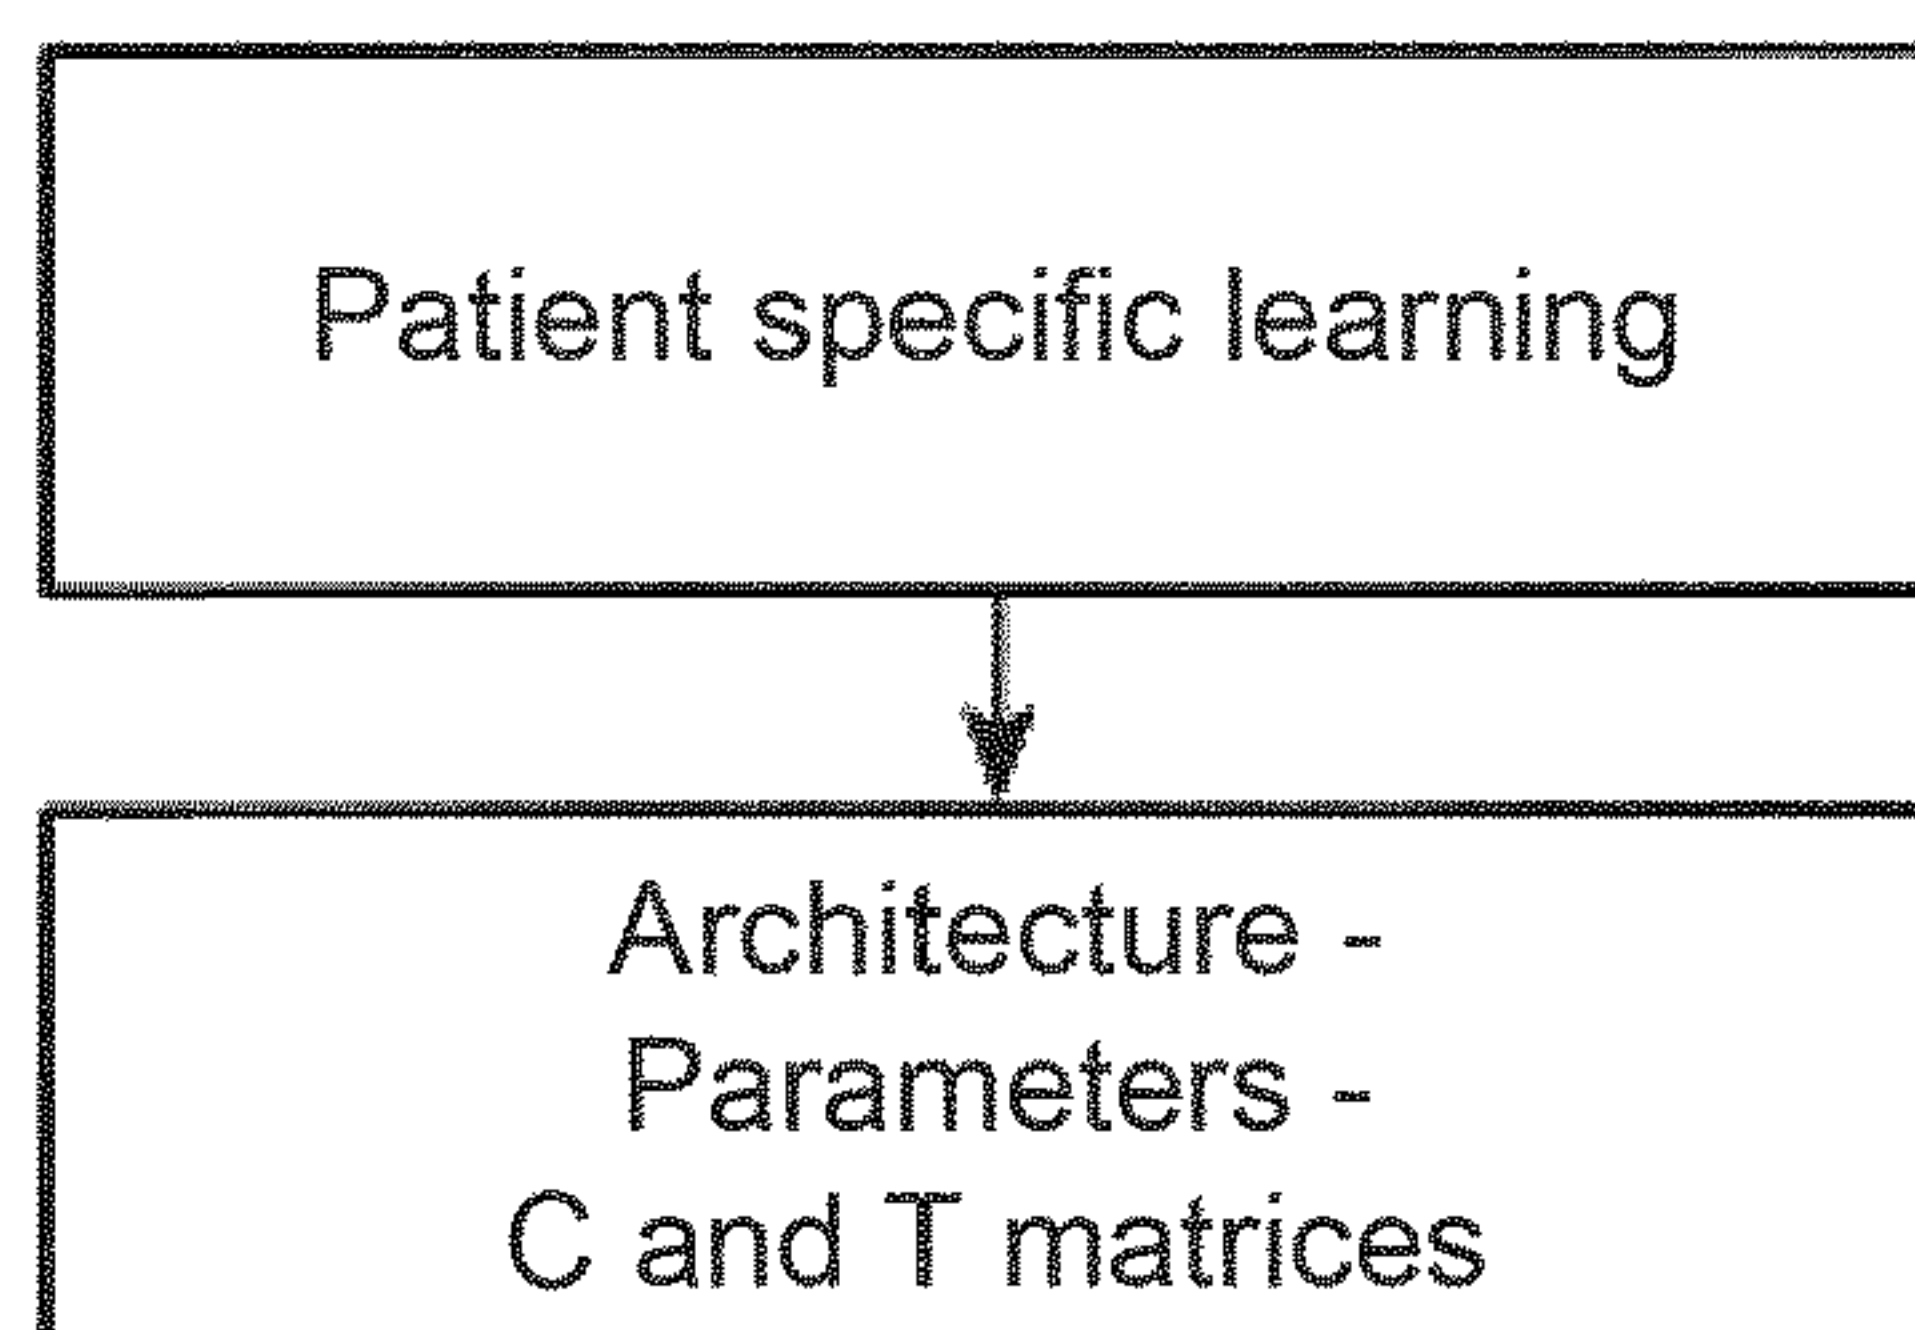 Patient specific learning
Architecture -
Parameters -
C and T matrices